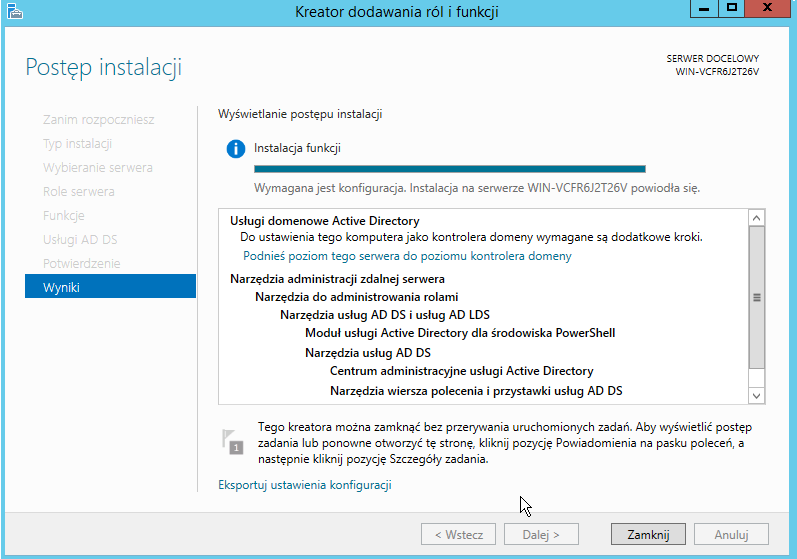 Kreator dodawania ról i funkcji
Postęp instalacji
SERWER DOCELOWY
WIN-VCFR6J2T26V
Zanim rozpoczniesz
Typ instalacji
Wybieranie serwera
Role serwera
Funkcje
Usługi AD DS
Potwierdzenie
Wyniki
Wyświetlanie postępu instalacji
Instalacja funkcji
Wymagana jest konfiguracja. Instalacja na serwerze WIN-VCFR6J2T26V powiodła się.
Usługi domenowe Active Directory
Do ustawienia tego komputera jako kontrolera domeny wymagane są dodatkowe kroki.
Podnieś poziom tego serwera do poziomu kontrolera domeny
Narzędzia administracji zdalnej serwera
Narzędzia do administrowania rolami
Narzędzia usług AD DS i usług AD LDS
Moduł usługi Active Directory dla środowiska PowerShell
Narzędzia usług AD DS
Centrum administracyjne usługi Active Directory
Narzędzia wiersza polecenia i przystawki usług AD DS
1
Tego kreatora można zamknąć bez przerywania uruchomionych zadań. Aby wyświetlić postęp
zadania lub ponowne otworzyć tę stronę, kliknij pozycję Powiadomienia na pasku poleceń, a
następnie kliknij pozycję Szczegóły zadania.
Eksportuj ustawienia konfiguracji
< Wstecz
Dalej >
Zamknij
Anuluj